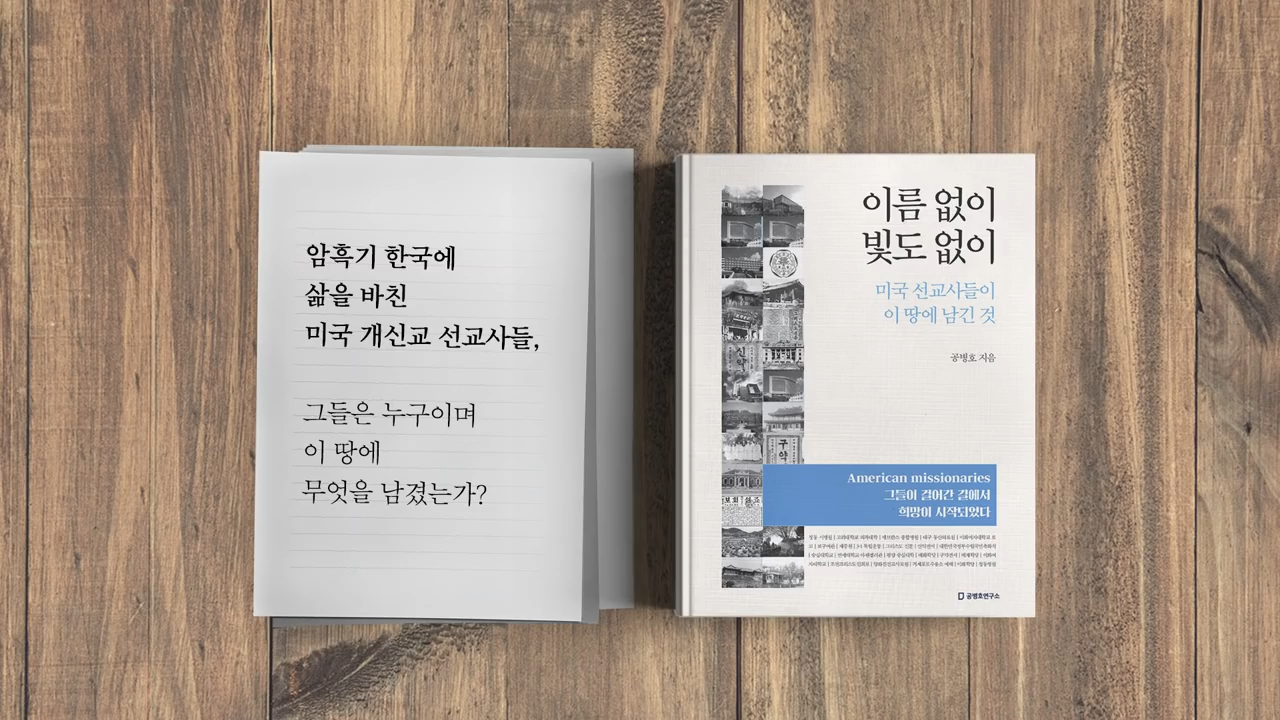 암흑기 한국에
삶을 바친
미국 개신교 선교사들,
그들은 누구이며
이 땅에
무엇을 남겼는가?
이름 없이
빛도 없이
미국 선교사들이
이 땅에 남긴 것
공병호 지음
신약
구약
American missionaries
그들이 걸어간 길에서
희망이 시작되었다
공병호연구소